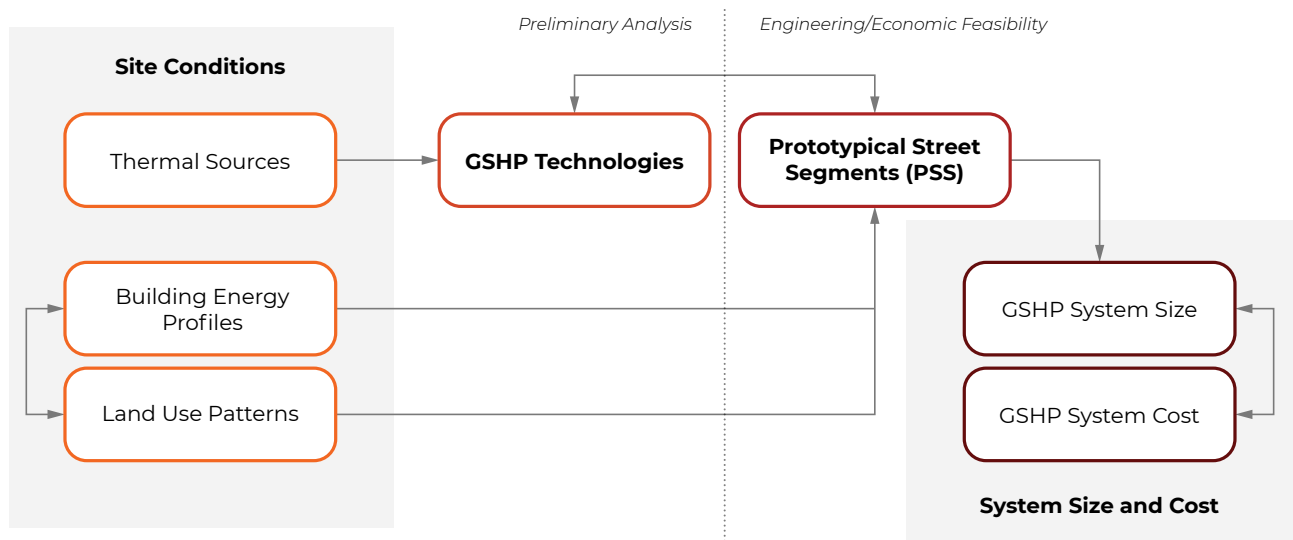 Preliminary Analysis
Engineering/Economic Feasibility
Site Conditions
Thermal Sources
GSHP Technologies
Prototypical Street
Segments (PSS)
Building Energy
Profiles
GSHP System Size
Land Use Patterns
GSHP System Cost
System Size and Cost